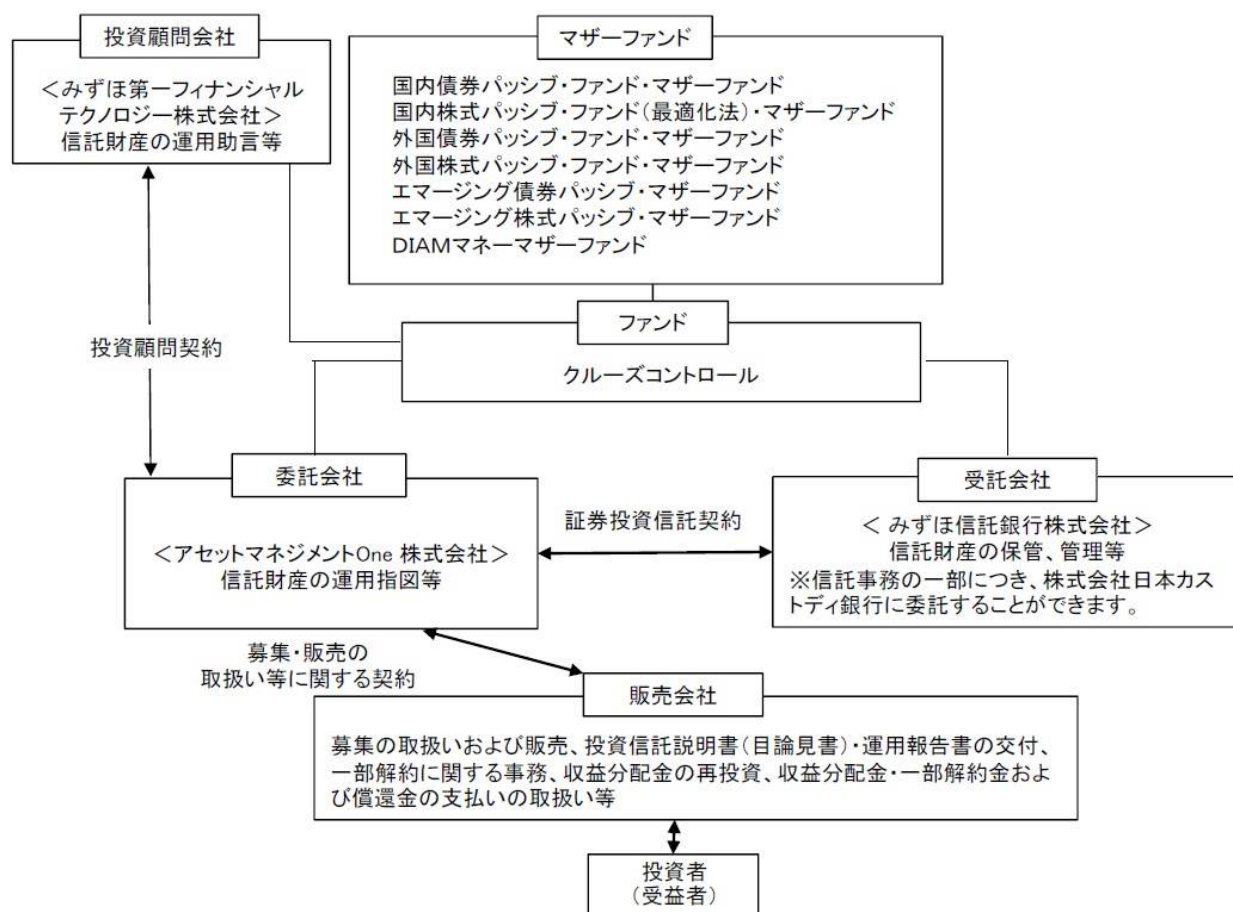 投資顧問会社
<みずほ第一フィナンシャル
テクノロジー株式会社>
信託財産の運用助言等
マザーファンド
国内債券パッシブ・ファンド・マザーファンド
国内株式パッシブ・ファンド(最適化法)・マザーファンド
外国債券パッシブ・ファンド・マザーファンド
外国株式パッシブ・ファンド・マザーファンド
エマージング債券パッシブ・マザーファンド
エマージング株式パッシブ・マザーファンド
DIAMマネーマザーファンド
投資顧問契約
ファンド
クルーズコントロール
委託会社
<アセットマネジメントOne 株式会社>
信託財産の運用指図等
証券投資信託契約
受託会社
< みずほ信託銀行株式会社>
信託財産の保管、管理等
※信託事務の一部につき、株式会社日本カス
トディ銀行に委託することができます。
募集・販売の
取扱い等に関する契約
販売会社
募集の取扱いおよび販売、投資信託説明書(目論見書)・運用報告書の交付、
一部解約に関する事務、収益分配金の再投資、収益分配金・一部解約金およ
び償還金の支払いの取扱い等
投資者
(受益者)